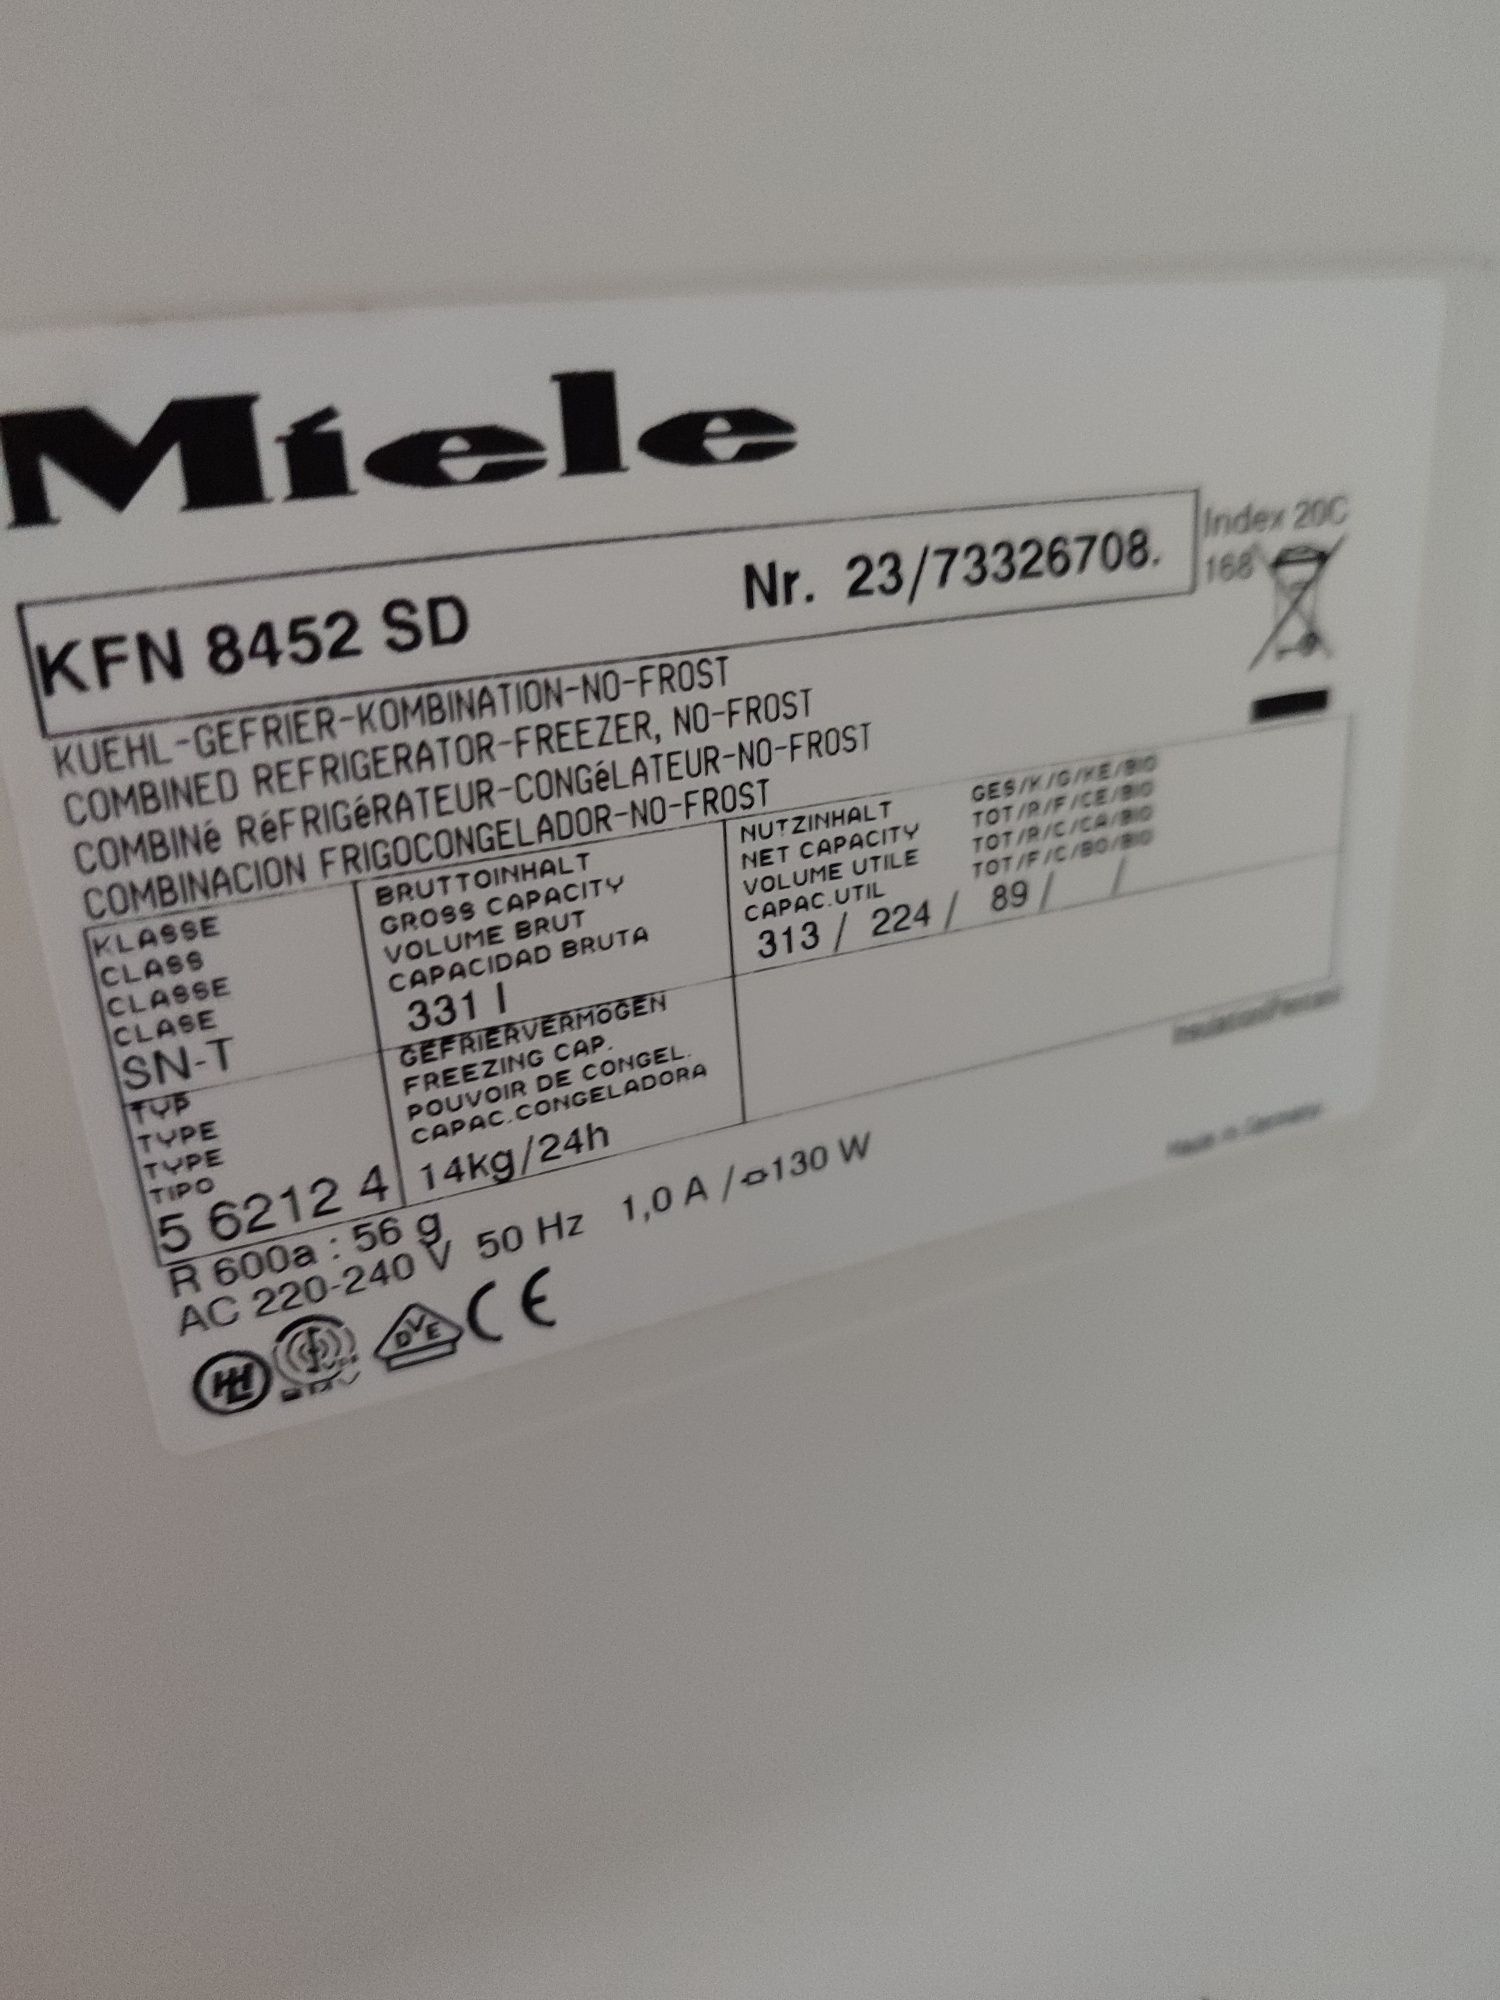 Miele
KFN 8452 SD Nr. 23/73326708.
Index 20C
168
KUEHL-GEFRIER-KOMBINATION-NO-FROST
COMBINED REFRIGERATOR-FREEZER, NO-FROST
COMBINé RéFRIGéRATEUR-CONGéLATEUR-NO-FROST
COMBINACION FRIGOCONGELADOR-NO-FROST
KLASSE
CLASS
CLASSE
CLASE
SN-T
BRUTTOINHALT
GROSS CAPACITY
VOLUME BRUT
CAPACIDAD BRUTA
331 l
NUTZINHALT GES/K/G/KE/BIO
NET CAPACITY TOT/R/F/CE/BIO
VOLUME UTILE TOT/R/C/CA/BIO
CAPAC.UTIL TOT/F/C/BO/BIO
313 / 224 / 89 / /
TYP
TYPE
TYPE
TIPO
5 6212 4
GEFRIERVERMÖGEN
FREEZING CAP.
POUVOIR DE CONGEL.
CAPAC.CONGELADORA
14kg/24h
R 600a : 56 g
AC 220-240 V 50 Hz 1,0 A / 130 W
Made in Germany
DVE CE